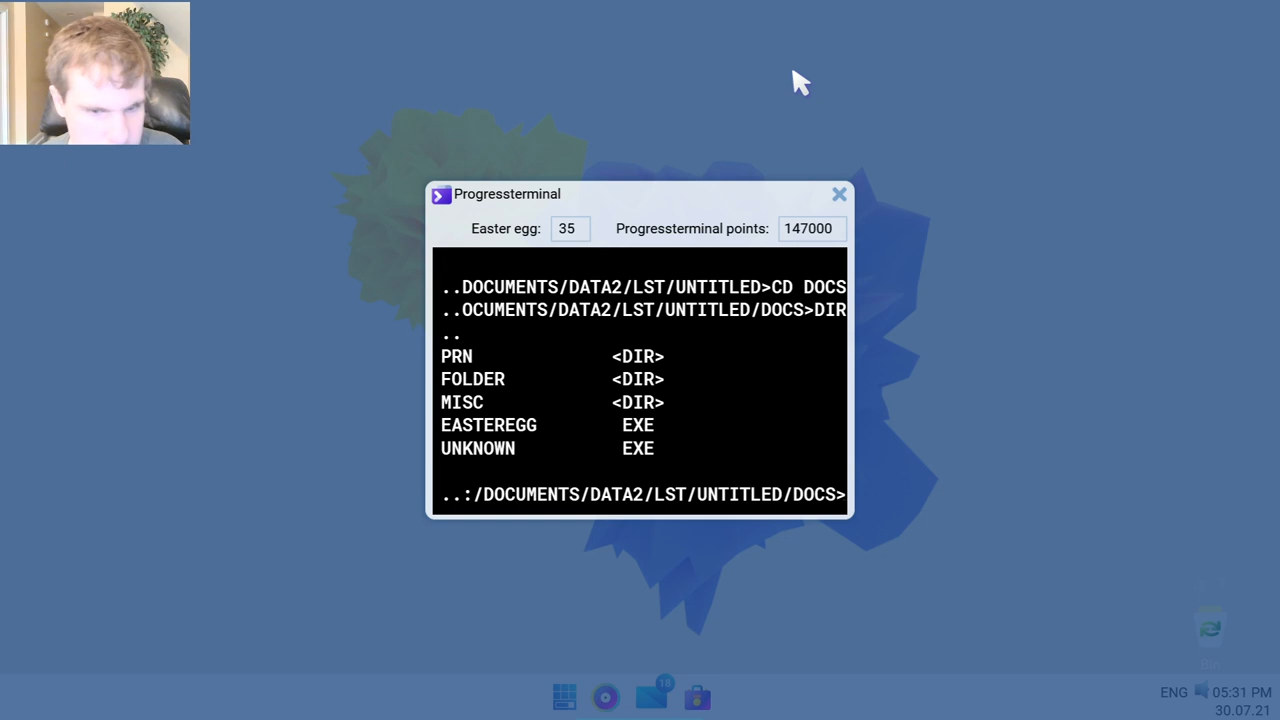 Progressterminal
Easter egg: 35 Progressterminal points: 147000
..DOCUMENTS/DATA2/LST/UNTITLED>CD DOCS
..OCUMENTS/DATA2/LST/UNTITLED/DOCS>DIR
..
PRN <DIR>
FOLDER <DIR>
MISC <DIR>
EASTEREGG EXE
UNKNOWN EXE
..:/DOCUMENTS/DATA2/LST/UNTITLED/DOCS>
Bin
18
ENG 05:31 PM
30.07.21